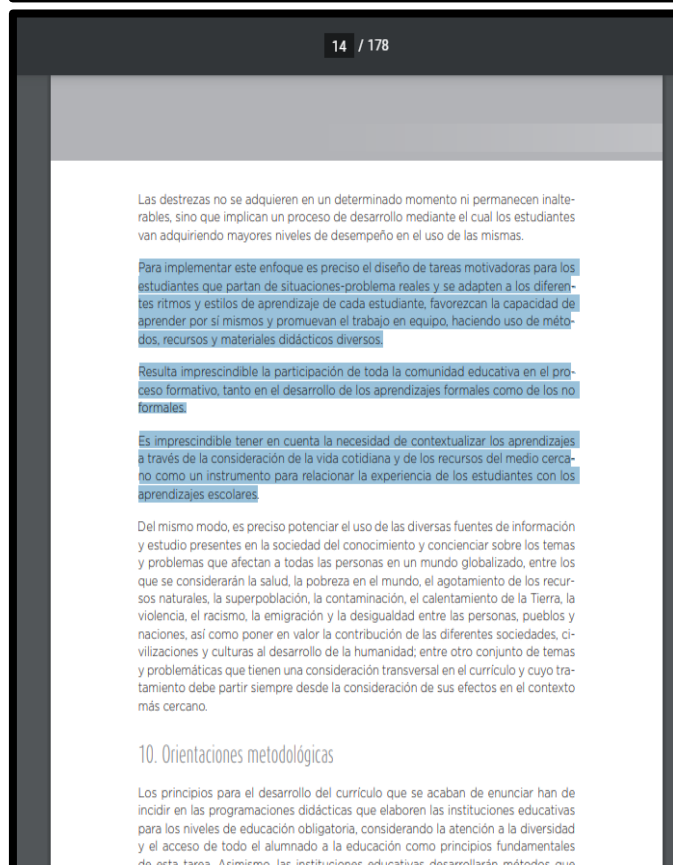 14 / 178
Las destrezas no se adquieren en un determinado momento ni permanecen inalte-
rables, sino que implican un proceso de desarrollo mediante el cual los estudiantes
van adquiriendo mayores niveles de desempeño en el uso de las mismas.
Para implementar este enfoque es preciso el diseño de tareas motivadoras para los
estudiantes que partan de situaciones-problema reales y se adapten a los diferen-
tes ritmos y estilos de aprendizaje de cada estudiante, favorezcan la capacidad de
aprender por sí mismos y promuevan el trabajo en equipo, haciendo uso de méto-
dos, recursos y materiales didácticos diversos.
Resulta imprescindible la participación de toda la comunidad educativa en el pro-
ceso formativo, tanto en el desarrollo de los aprendizajes formales como de los no
formales.
Es imprescindible tener en cuenta la necesidad de contextualizar los aprendizajes
a través de la consideración de la vida cotidiana y de los recursos del medio cerca-
no como un instrumento para relacionar la experiencia de los estudiantes con los
aprendizajes escolares.
Del mismo modo, es preciso potenciar el uso de las diversas fuentes de información
y estudio presentes en la sociedad del conocimiento y concienciar sobre los temas
y problemas que afectan a todas las personas en un mundo globalizado, entre los
que se considerarán la salud, la pobreza en el mundo, el agotamiento de los recur-
sos naturales, la superpoblación, la contaminación, el calentamiento de la Tierra, la
violencia, el racismo, la emigración y la desigualdad entre las personas, pueblos y
naciones, así como poner en valor la contribución de las diferentes sociedades, ci-
vilizaciones y culturas al desarrollo de la humanidad; entre otro conjunto de temas
y problemáticas que tienen una consideración transversal en el currículo y cuyo tra-
tamiento debe partir siempre desde la consideración de sus efectos en el contexto
más cercano.
10. Orientaciones metodológicas
Los principios para el desarrollo del currículo que se acaban de enunciar han de
incidir en las programaciones didácticas que elaboren las instituciones educativas
para los niveles de educación obligatoria, considerando la atención a la diversidad
y el acceso de todo el alumnado a la educación como principios fundamentales
de esta tarea. Asimismo, las instituciones educativas desarrollarán métodos que